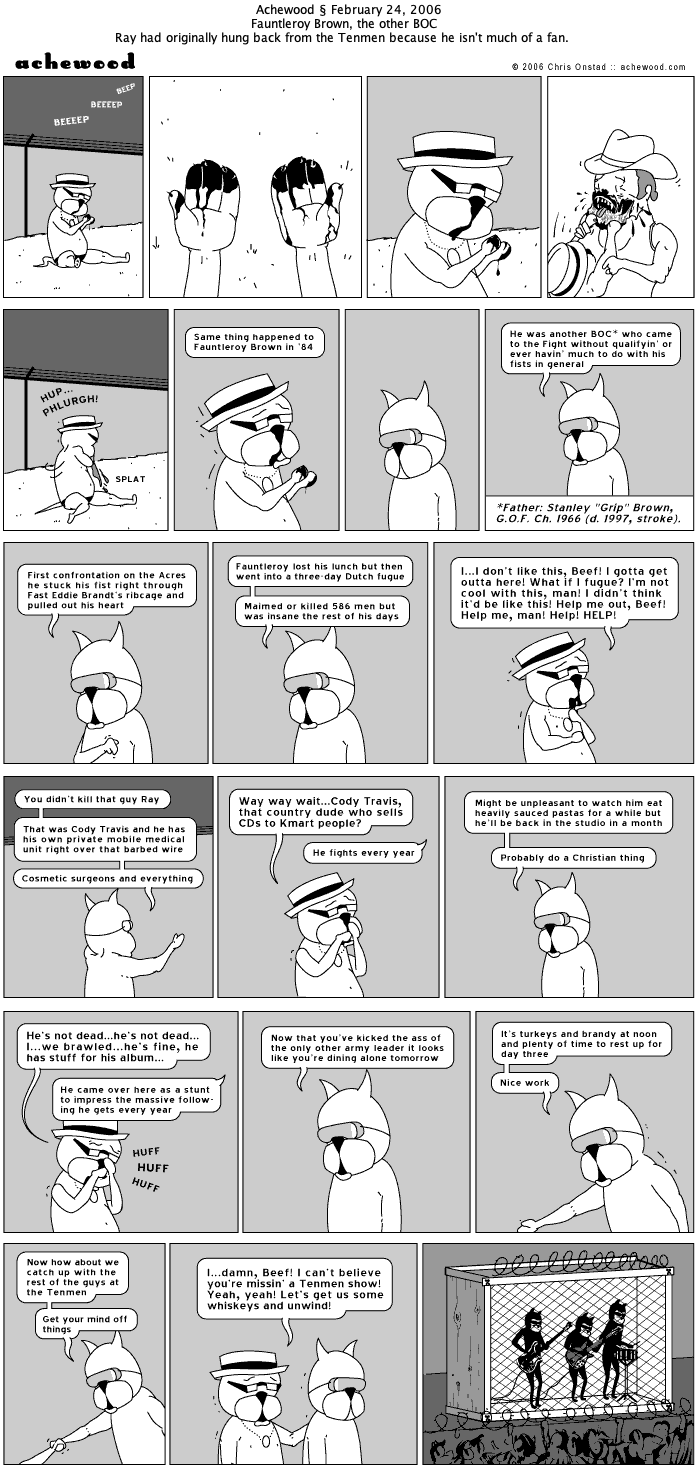 Achewood § February 24, 2006
Fauntleroy Brown, the other BOC
Ray had originally hung back from the Tenmen because he isn't much of a fan.
achewood
© 2006 Chris Onstad :: achewood.com
BEEP
BEEEEP
BEEEEP
HUP...
PHLURGH!
SPLAT
Same thing happened to
Fauntleroy Brown in '84
He was another BOC* who came
to the Fight without qualifyin' or
ever havin' much to do with his
fists in general
*Father: Stanley "Grip" Brown,
G.O.F. Ch. 1966 (d. 1997, stroke).
First confrontation on the Acres
he stuck his fist right through
Fast Eddie Brandt's ribcage and
pulled out his heart
Fauntleroy lost his lunch but then
went into a three-day Dutch fugue
Maimed or killed 586 men but
was insane the rest of his days
I...I don't like this, Beef! I gotta get
outta here! What if I fugue? I'm not
cool with this, man! I didn't think
it'd be like this! Help me out, Beef!
Help me, man! Help! HELP!
You didn't kill that guy Ray
That was Cody Travis and he has
his own private mobile medical
unit right over that barbed wire
Cosmetic surgeons and everything
Way way wait...Cody Travis,
that country dude who sells
CDs to Kmart people?
He fights every year
Might be unpleasant to watch him eat
heavily sauced pastas for a while but
he'll be back in the studio in a month
Probably do a Christian thing
He's not dead...he's not dead...
I...we brawled...he's fine, he
has stuff for his album...
He came over here as a stunt
to impress the massive follow-
ing he gets every year
HUFF
HUFF
HUFF
Now that you've kicked the ass of
the only other army leader it looks
like you're dining alone tomorrow
It's turkeys and brandy at noon
and plenty of time to rest up for
day three
Nice work
Now how about we
catch up with the
rest of the guys at
the Tenmen
Get your mind off
things
I...damn, Beef! I can't believe
you're missin' a Tenmen show!
Yeah, yeah! Let's get us some
whiskeys and unwind!